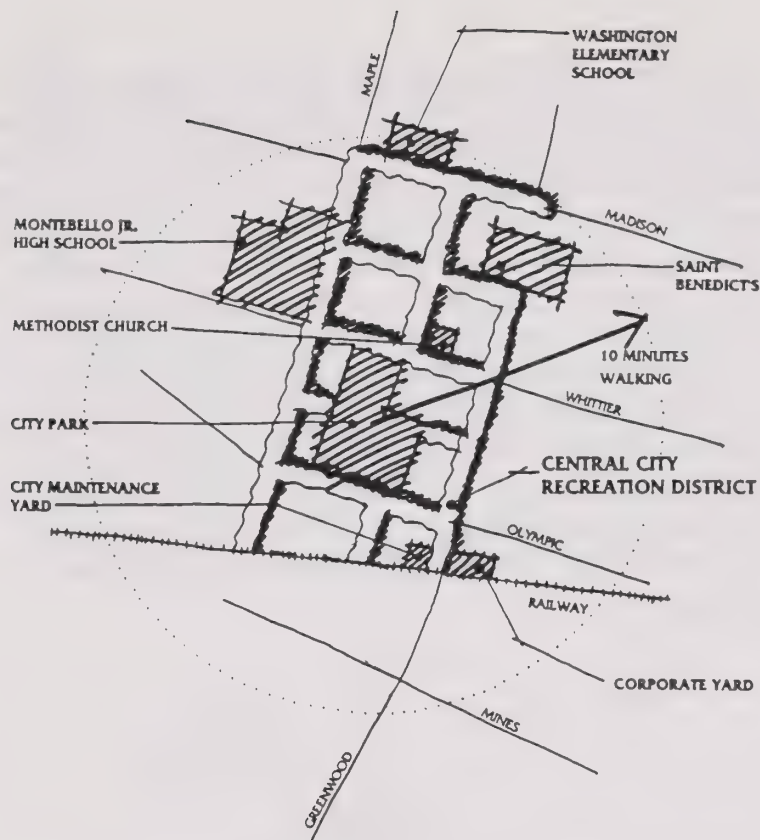 WASHINGTON
ELEMENTARY
SCHOOL
MAPLE
MADISON
MONTEBELLO JR.
HIGH SCHOOL
SAINT
BENEDICT'S
METHODIST CHURCH
10 MINUTES
WALKING
WHITTIER
CITY PARK
CENTRAL CITY
RECREATION DISTRICT
CITY MAINTENANCE
YARD
OLYMPIC
RAILWAY
CORPORATE YARD
MINES
GREENWOOD